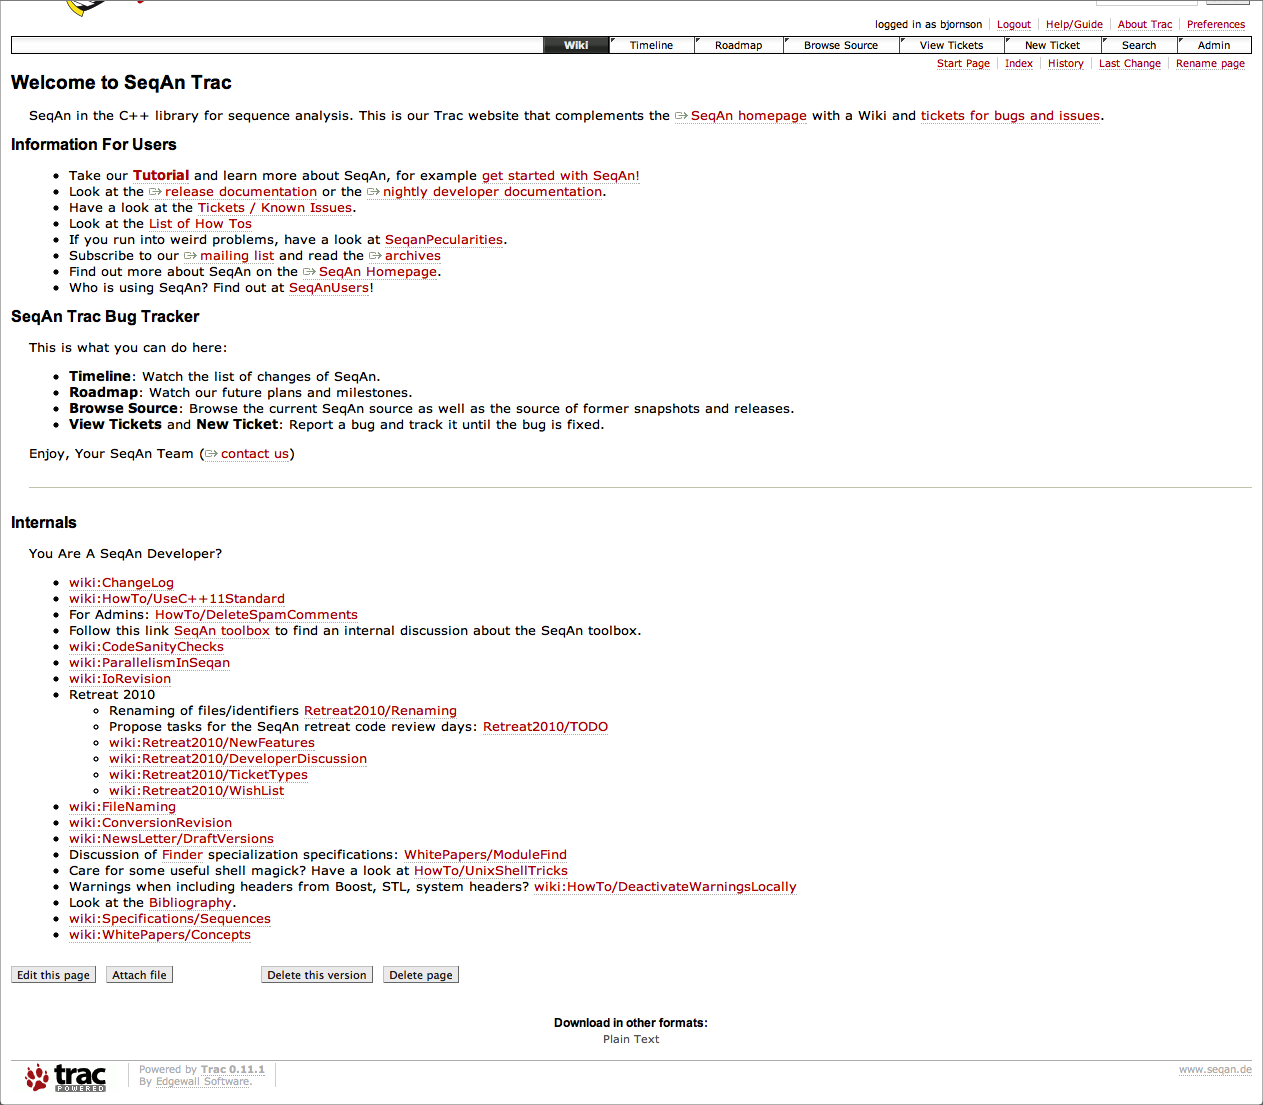 logged in as bjornson Logout Help/Guide About Trac Preferences
Wiki Timeline Roadmap Browse Source View Tickets New Ticket Search Admin
Start Page Index History Last Change Rename page
Welcome to SeqAn Trac
SeqAn in the C++ library for sequence analysis. This is our Trac website that complements the SeqAn homepage with a Wiki and tickets for bugs and issues.
Information For Users
Take our Tutorial and learn more about SeqAn, for example get started with SeqAn!
Look at the release documentation or the nightly developer documentation.
Have a look at the Tickets / Known Issues.
Look at the List of How Tos
If you run into weird problems, have a look at SeqanPecularities.
Subscribe to our mailing list and read the archives
Find out more about SeqAn on the SeqAn Homepage.
Who is using SeqAn? Find out at SeqAnUsers!
SeqAn Trac Bug Tracker
This is what you can do here:
Timeline: Watch the list of changes of SeqAn.
Roadmap: Watch our future plans and milestones.
Browse Source: Browse the current SeqAn source as well as the source of former snapshots and releases.
View Tickets and New Ticket: Report a bug and track it until the bug is fixed.
Enjoy, Your SeqAn Team (contact us)
Internals
You Are A SeqAn Developer?
wiki:ChangeLog
wiki:HowTo/UseC++11Standard
For Admins: HowTo/DeleteSpamComments
Follow this link SeqAn toolbox to find an internal discussion about the SeqAn toolbox.
wiki:CodeSanityChecks
wiki:ParallelismInSeqan
wiki:IoRevision
Retreat 2010
Renaming of files/identifiers Retreat2010/Renaming
Propose tasks for the SeqAn retreat code review days: Retreat2010/TODO
wiki:Retreat2010/NewFeatures
wiki:Retreat2010/DeveloperDiscussion
wiki:Retreat2010/TicketTypes
wiki:Retreat2010/WishList
wiki:FileNaming
wiki:ConversionRevision
wiki:NewsLetter/DraftVersions
Discussion of Finder specialization specifications: WhitePapers/ModuleFind
Care for some useful shell magick? Have a look at HowTo/UnixShellTricks
Warnings when including headers from Boost, STL, system headers? wiki:HowTo/DeactivateWarningsLocally
Look at the Bibliography.
wiki:Specifications/Sequences
wiki:WhitePapers/Concepts
Edit this page Attach file Delete this version Delete page
Download in other formats:
Plain Text
trac POWERED
Powered by Trac 0.11.1
By Edgewall Software.
www.seqan.de